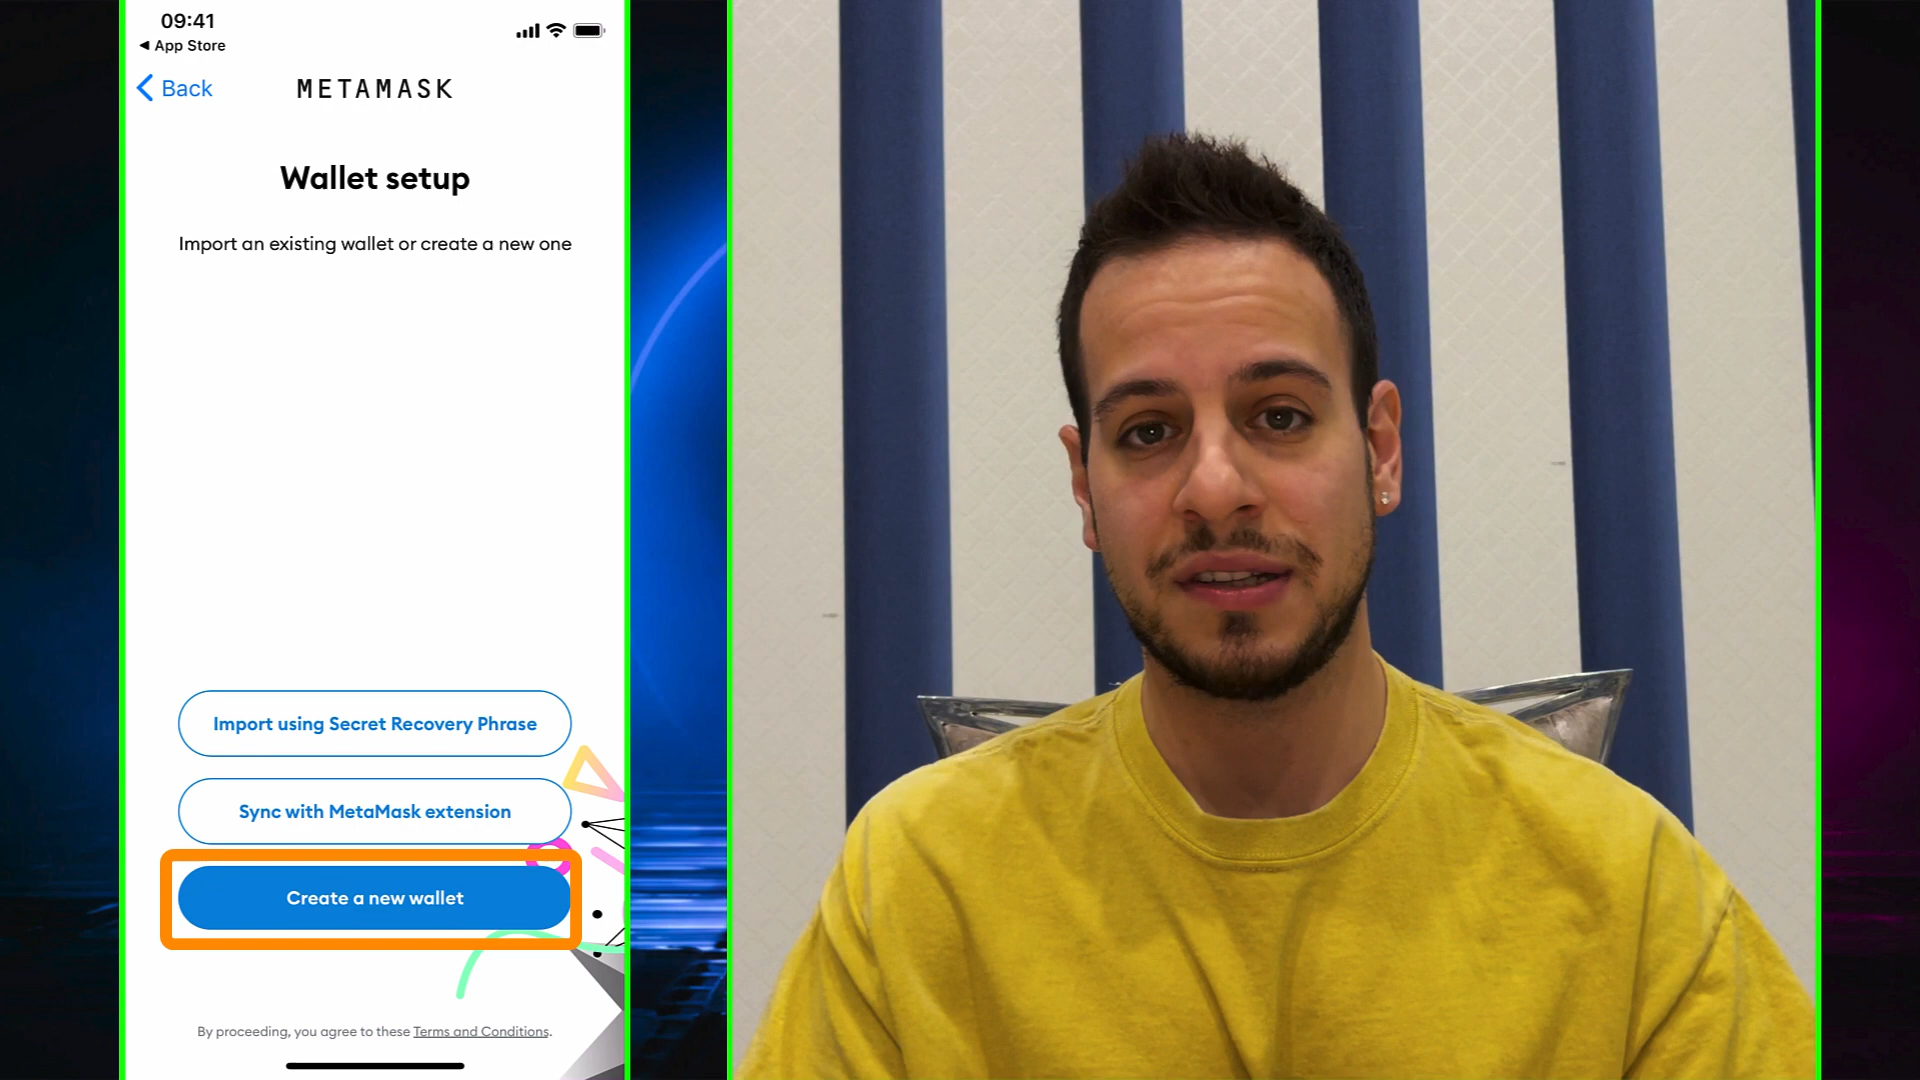 09:41
App Store
Back
METAMASK
Wallet setup
Import an existing wallet or create a new one
Import using Secret Recovery Phrase
Sync with MetaMask extension
Create a new wallet
By proceeding, you agree to these Terms and Conditions.